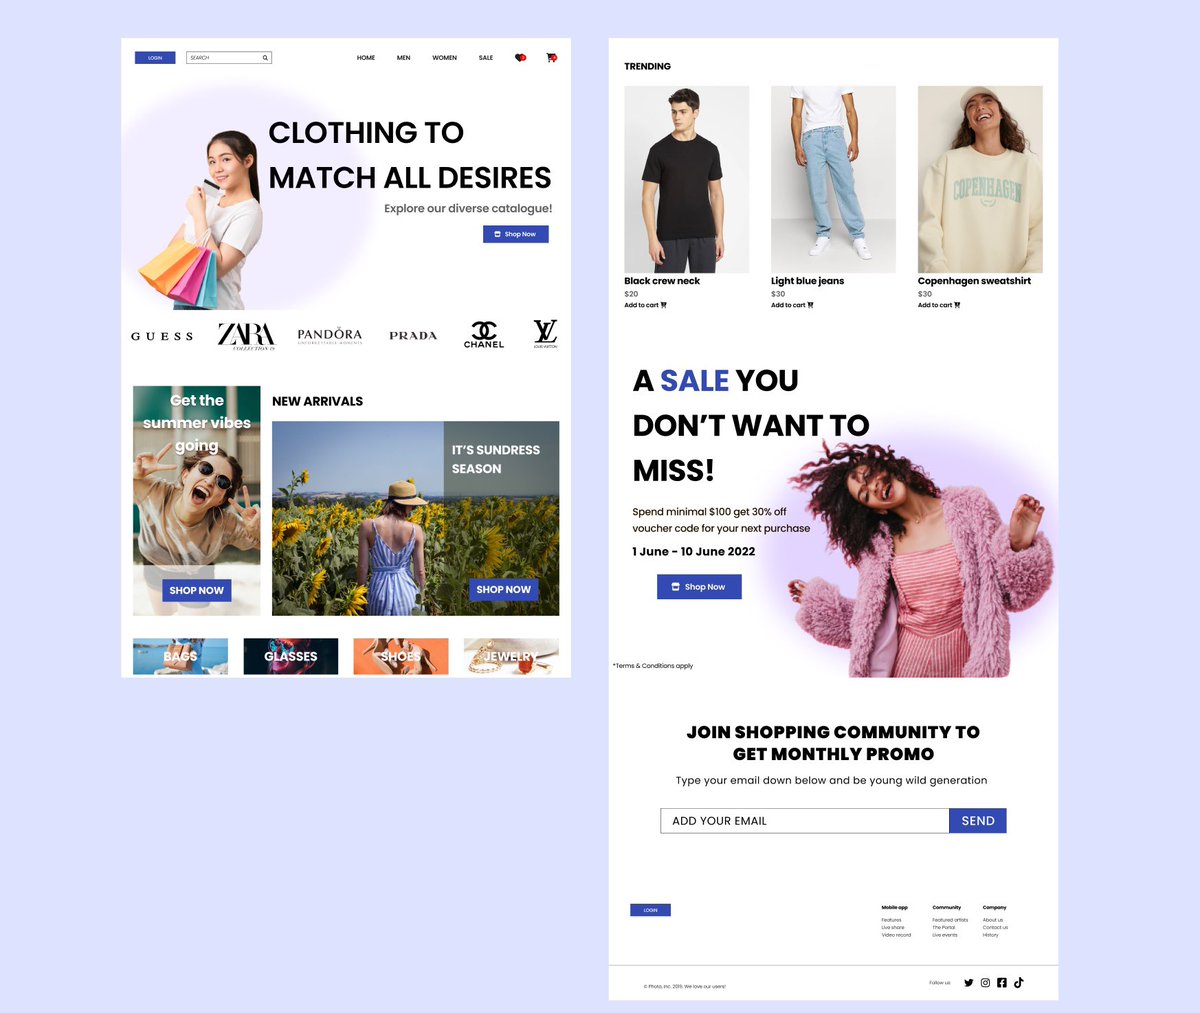 LOGIN
SEARCH
HOME
MEN
WOMEN
SALE
CLOTHING TO
MATCH ALL DESIRES
Explore our diverse catalogue!
Shop Now
GUESS
ZARA
COLLECTION
PANDÖRA
UNFORGETTABLE MOMENTS
PRADA
CHANEL
LV
LOUIS VUITTON
Get the
summer vibes
going
SHOP NOW
NEW ARRIVALS
IT'S SUNDRESS
SEASON
SHOP NOW
BAGS
GLASSES
SHOES
JEWELRY
TRENDING
COPENHAGEN
Black crew neck
$20
Add to cart
Light blue jeans
$30
Add to cart
Copenhagen sweatshirt
$30
Add to cart
A SALE YOU
DON'T WANT TO
MISS!
Spend minimal $100 get 30% off
voucher code for your next purchase
1 June - 10 June 2022
Shop Now
*Terms & Conditions apply
JOIN SHOPPING COMMUNITY TO
GET MONTHLY PROMO
Type your email down below and be young wild generation
ADD YOUR EMAIL
SEND
LOGIN
Mobile app
Features
Live share
Video record
Community
Featured artists
The Portal
Live events
Company
About us
Contact us
History
© Photo, Inc. 2019. We love our users!
Follow us: